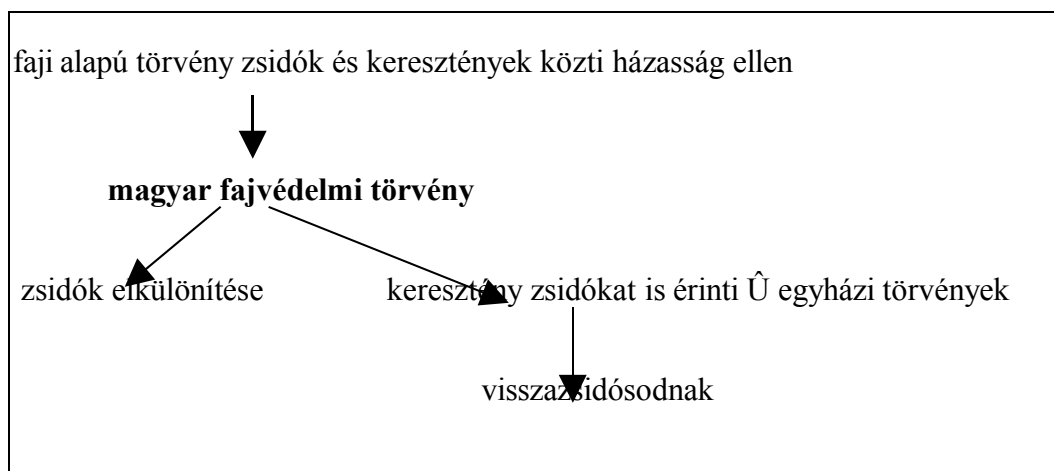 faji alapú törvény zsidók és keresztények közti házasság ellen
magyar fajvédelmi törvény
zsidók elkülönítése keresztény zsidókat is érinti Û egyházi törvények
visszazsidósodnak